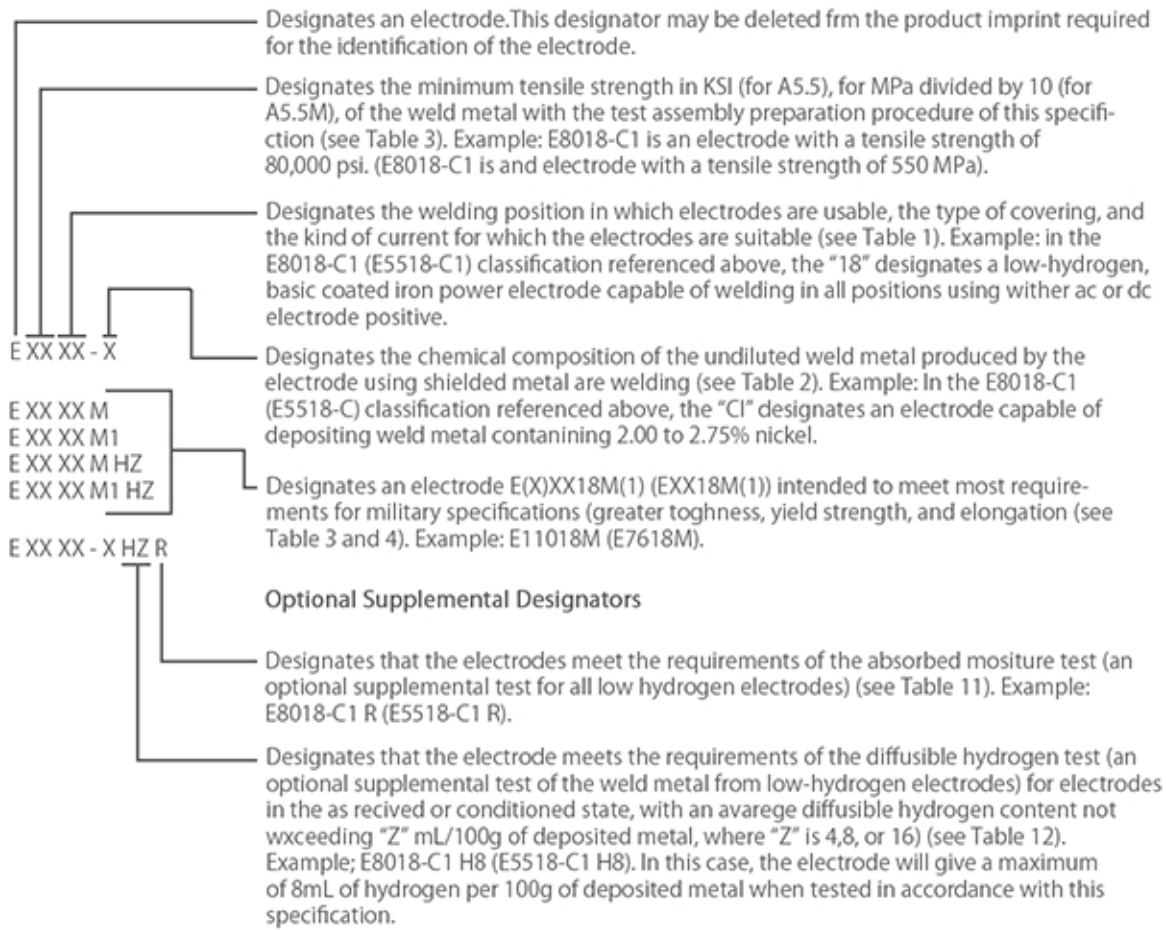 Designates an electrode.This designator may be deleted frm the product imprint required
for the identification of the electrode.
Designates the minimum tensile strength in KSI (for A5.5), for MPa divided by 10 (for
A5.5M), of the weld metal with the test assembly preparation procedure of this specifi-
ction (see Table 3). Example: E8018-C1 is an electrode with a tensile strength of
80,000 psi. (E8018-C1 is and electrode with a tensile strength of 550 MPa).
Designates the welding position in which electrodes are usable, the type of covering, and
the kind of current for which the electrodes are suitable (see Table 1). Example: in the
E8018-C1 (E5518-C1) classification referenced above, the "18" designates a low-hydrogen,
basic coated iron power electrode capable of welding in all positions using wither ac or dc
electrode positive.
E XX XX - X
Designates the chemical composition of the undiluted weld metal produced by the
electrode using shielded metal are welding (see Table 2). Example: In the E8018-C1
(E5518-C) classification referenced above, the "CI" designates an electrode capable of
depositing weld metal contanining 2.00 to 2.75% nickel.
E XX XX M
E XX XX M1
E XX XX M HZ
E XX XX M1 HZ
Designates an electrode E(X)XX18M(1) (EXX18M(1)) intended to meet most require-
ments for military specifications (greater toghness, yield strength, and elongation (see
Table 3 and 4). Example: E11018M (E7618M).
E XX XX - X HZ R
Optional Supplemental Designators
Designates that the electrodes meet the requirements of the absorbed mositure test (an
optional supplemental test for all low hydrogen electrodes) (see Table 11). Example:
E8018-C1 R (E5518-C1 R).
Designates that the electrode meets the requirements of the diffusible hydrogen test (an
optional supplemental test of the weld metal from low-hydrogen electrodes) for electrodes
in the as recived or conditioned state, with an avarege diffusible hydrogen content not
wxceeding "Z" mL/100g of deposited metal, where "Z" is 4,8, or 16) (see Table 12).
Example; E8018-C1 H8 (E5518-C1 H8). In this case, the electrode will give a maximum
of 8mL of hydrogen per 100g of deposited metal when tested in accordance with this
specification.